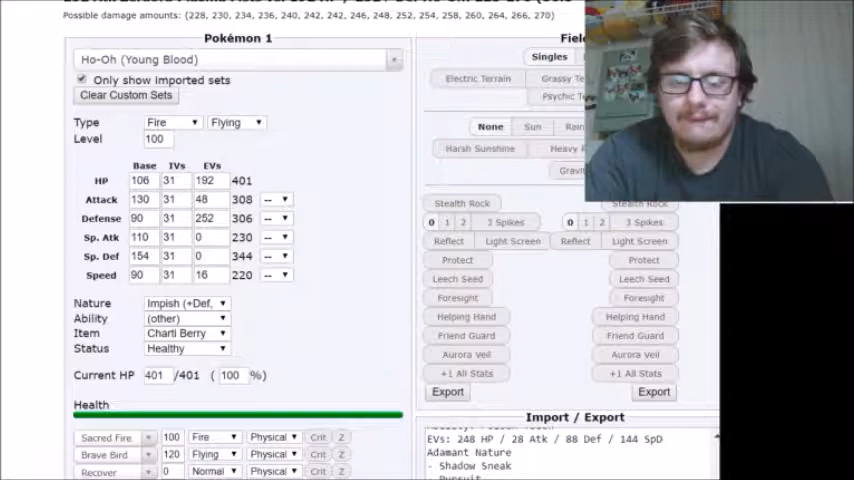 Possible damage amounts: (228, 230, 234, 236, 240, 242, 242, 246, 248, 252, 254, 258, 260, 264, 266, 270)
Pokémon 1
Ho-Oh (Young Blood)
Only show imported sets
Clear Custom Sets
Type Fire Flying
Level 100
Base IVs EVs
HP 106 31 192 401
Attack 130 31 48 308 --
Defense 90 31 252 306 --
Sp. Atk 110 31 0 230 --
Sp. Def 154 31 0 344 --
Speed 90 31 16 220 --
Nature Impish (+Def,
Ability (other)
Item Charti Berry
Status Healthy
Current HP 401 /401 ( 100 %)
Health
Sacred Fire 100 Fire Physical Crit Z
Brave Bird 120 Flying Physical Crit Z
Recover 0 Normal Physical Crit Z
Singles
Electric Terrain
None Sun
Harsh Sunshine
Stealth Rock Stealth Rock
0 1 2 3 Spikes 0 1 2 3 Spikes
Reflect Light Screen Reflect Light Screen
Protect Protect
Leech Seed Leech Seed
Foresight Foresight
Helping Hand Helping Hand
Friend Guard Friend Guard
Aurora Veil Aurora Veil
+1 All Stats +1 All Stats
Export Export
Import / Export
EVs: 248 HP / 28 Atk / 88 Def / 144 SpD
Adamant Nature
- Shadow Sneak
- Pursuit